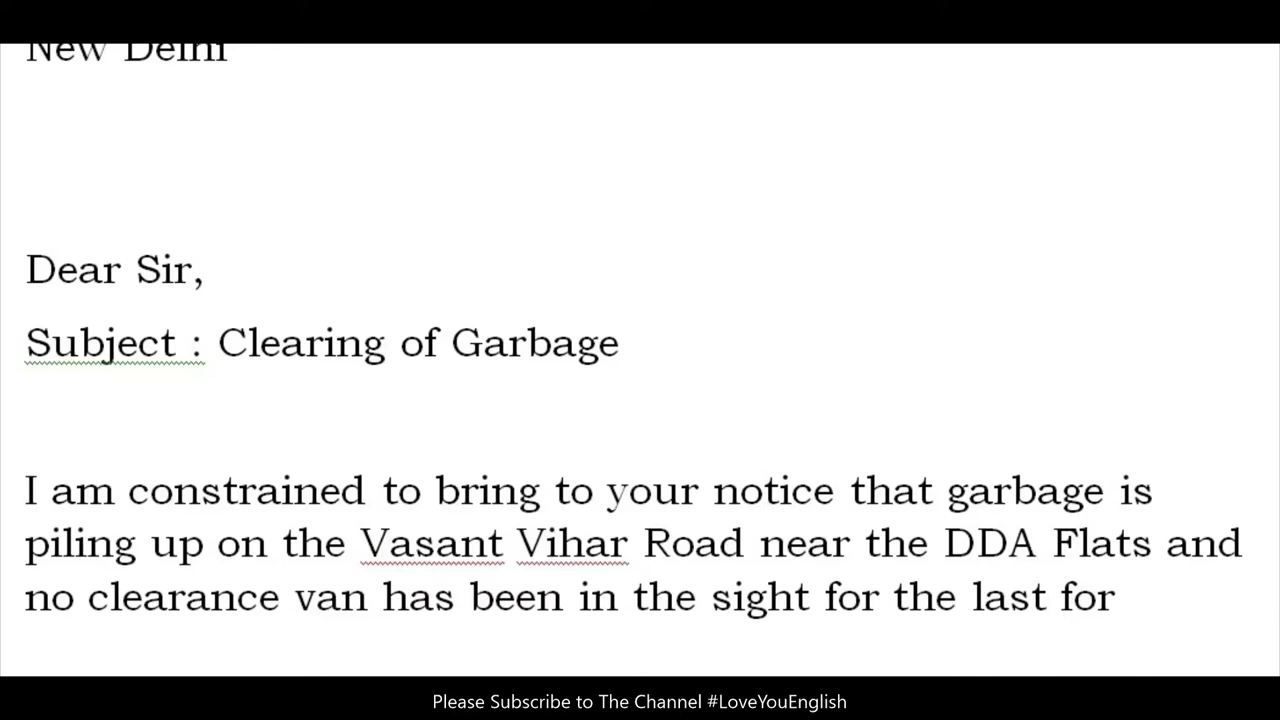 New Delhi
Dear Sir,
Subject : Clearing of Garbage
I am constrained to bring to your notice that garbage is
piling up on the Vasant Vihar Road near the DDA Flats and
no clearance van has been in the sight for the last for
Please Subscribe to The Channel #LoveYouEnglish